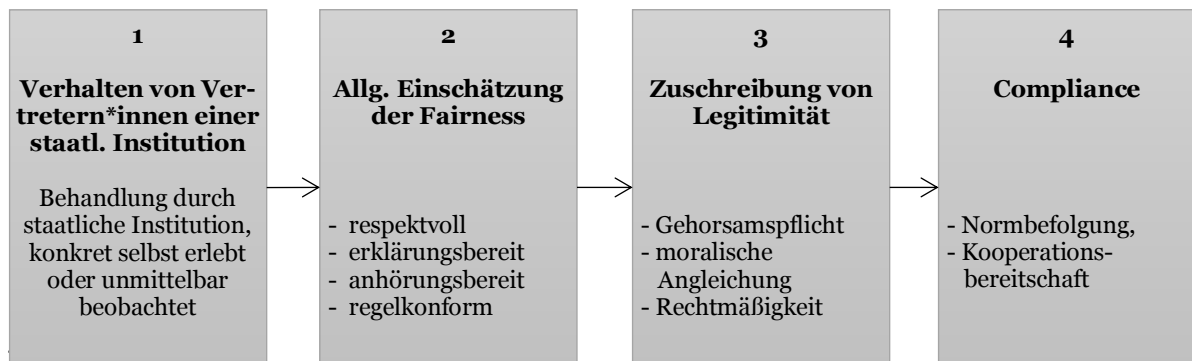 1
Verhalten von Ver-
tretern*innen einer
staatl. Institution
Behandlung durch
staatliche Institution,
konkret selbst erlebt
oder unmittelbar
beobachtet
2
Allg. Einschätzung
der Fairness
- respektvoll
- erklärungsbereit
- anhörungsbereit
- regelkonform
3
Zuschreibung von
Legitimität
- Gehorsamspflicht
- moralische
Angleichung
- Rechtmäßigkeit
4
Compliance
- Normbefolgung,
- Kooperations-
bereitschaft